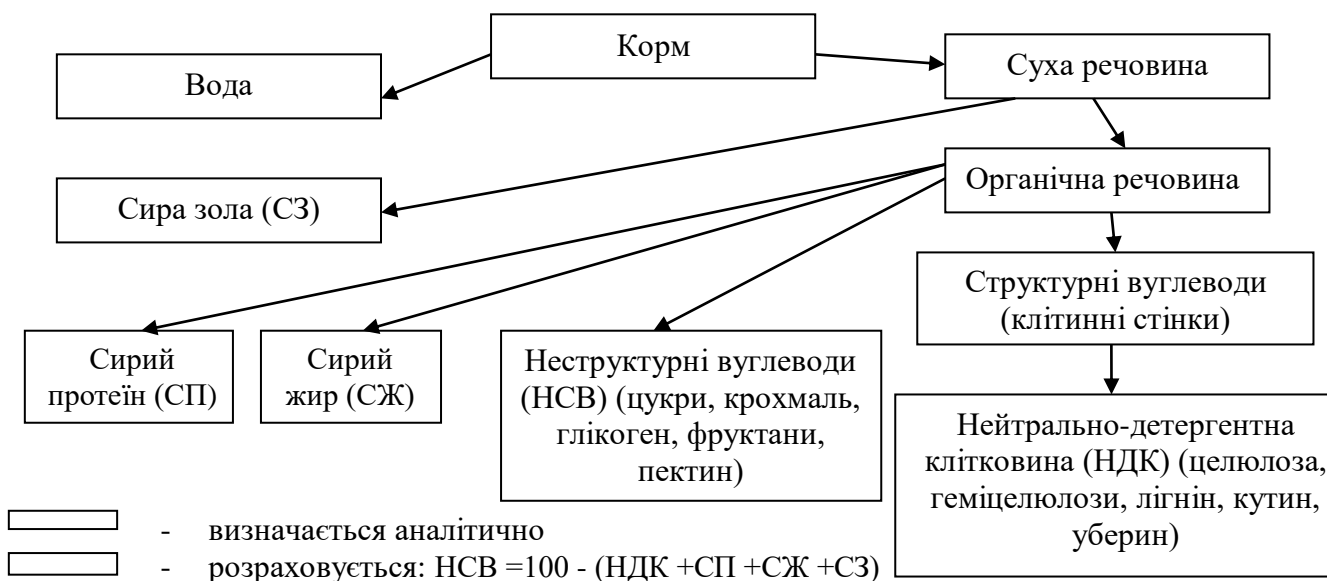 Корм
Вода
Суха речовина
Органічна речовина
Сира зола (СЗ)
Структурні вуглеводи
(клітинні стінки)
Сирий
протеїн (СП)
Сирий
жир (СЖ)
Неструктурні вуглеводи
(НСВ) (цукри, крохмаль,
глікоген, фруктани,
пектин)
Нейтрально-детергентна
клітковина (НДК) (целюлоза,
геміцелюлози, лігнін, кутин,
уберин)
- визначається аналітично
- розраховується: НСВ =100 - (НДК +СП +СЖ +СЗ)